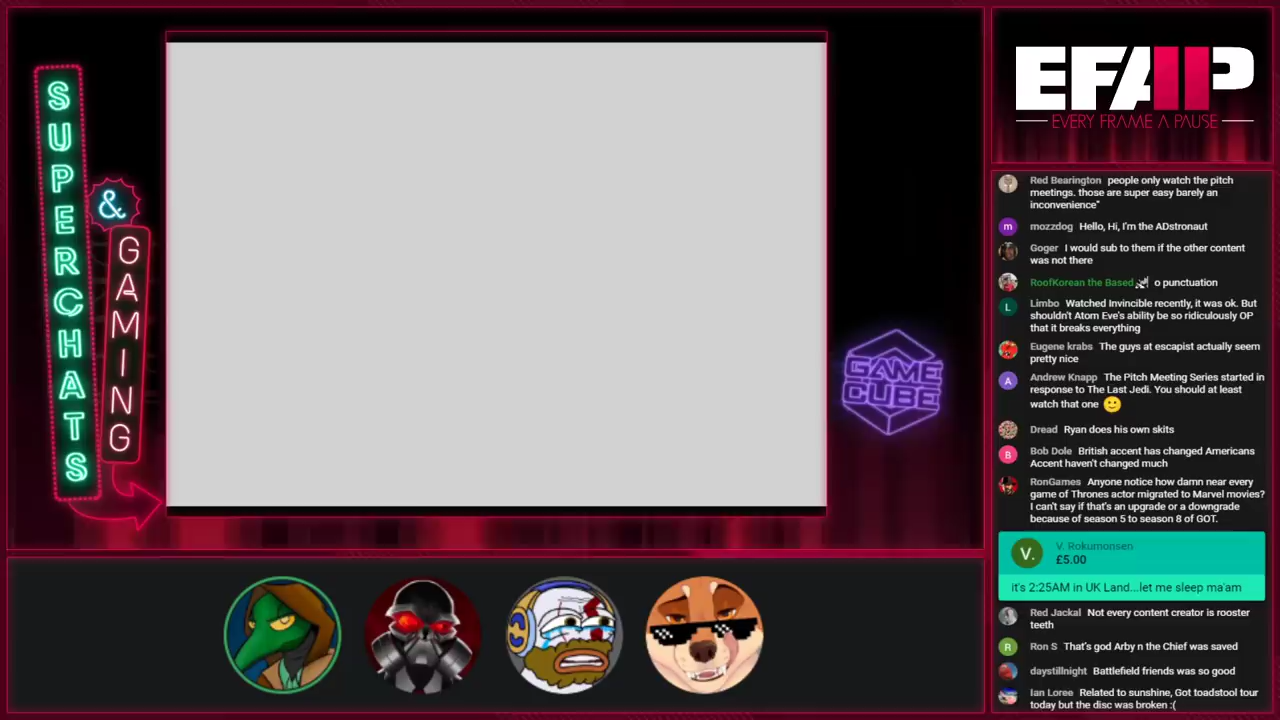 SUPERCHATS
&
GAMING
GAME
CUBE
EFAP
EVERY FRAME A PAUSE
Red Bearington people only watch the pitch
meetings. those are super easy barely an
inconvenience"
m
mozzdog Hello, Hi, I'm the ADstronaut
Goger I would sub to them if the other content
was not there
RoofKorean the Based o punctuation
L
Limbo Watched Invincible recently, it was ok. But
shouldn't Atom Eve's ability be so ridiculously OP
that it breaks everything
Eugene krabs The guys at escapist actually seem
pretty nice
A
Andrew Knapp The Pitch Meeting Series started in
response to The Last Jedi. You should at least
watch that one 🙂
Dread Ryan does his own skits
B
Bob Dole British accent has changed Americans
Accent haven't changed much
RonGames Anyone notice how damn near every
game of Thrones actor migrated to Marvel movies?
I can't say if that's an upgrade or a downgrade
because of season 5 to season 8 of GOT.
V.
V. Rokumonsen
£5.00
it's 2:25AM in UK Land...let me sleep ma'am
Red Jackal Not every content creator is rooster
teeth
R
Ron S That's god Arby n the Chief was saved
daystillnight Battlefield friends was so good
Ian Loree Related to sunshine, Got toadstool tour
today but the disc was broken :(